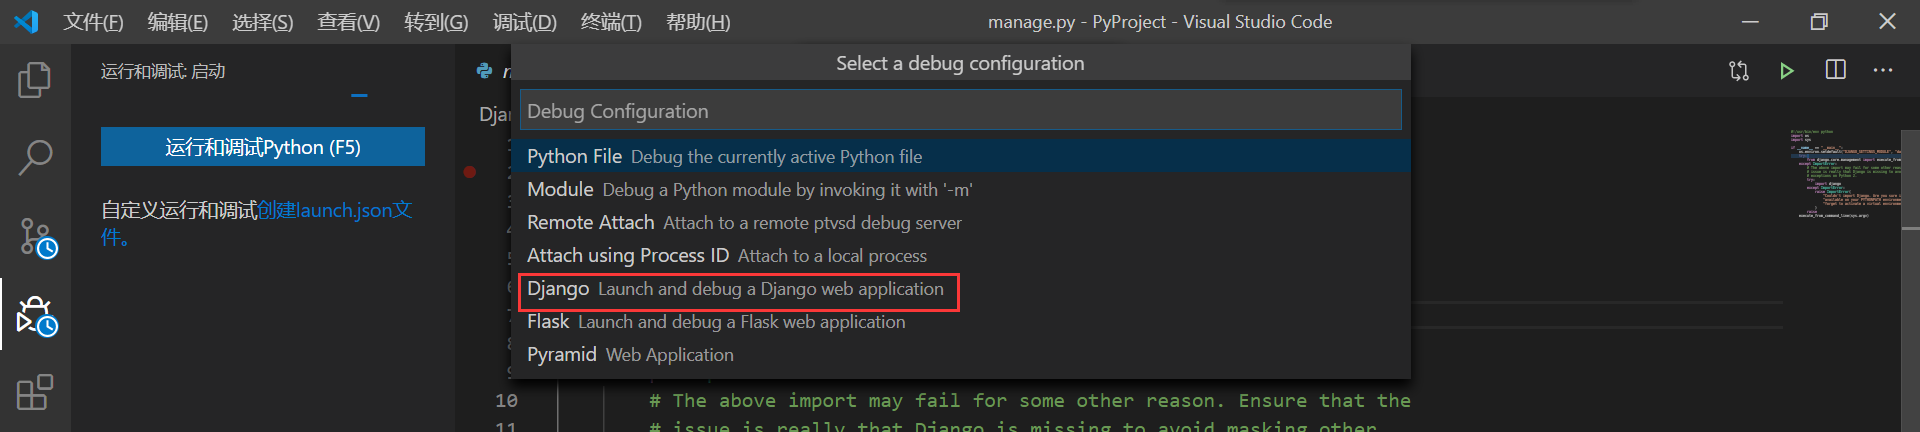 文件(F) 编辑(E) 选择(S) 查看(V) 转到(G) 调试(D) 终端(T) 帮助(H) manage.py - PyProject - Visual Studio Code
运行和调试: 启动
运行和调试Python (F5)
自定义运行和调试创建launch.json文
件。
Select a debug configuration
Debug Configuration
Python File Debug the currently active Python file
Module Debug a Python module by invoking it with '-m'
Remote Attach Attach to a remote ptvsd debug server
Attach using Process ID Attach to a local process
Django Launch and debug a Django web application
Flask Launch and debug a Flask web application
Pyramid Web Application
10 # The above import may fail for some other reason. Ensure that the
11 # issue is really that Django is missing to avoid masking other